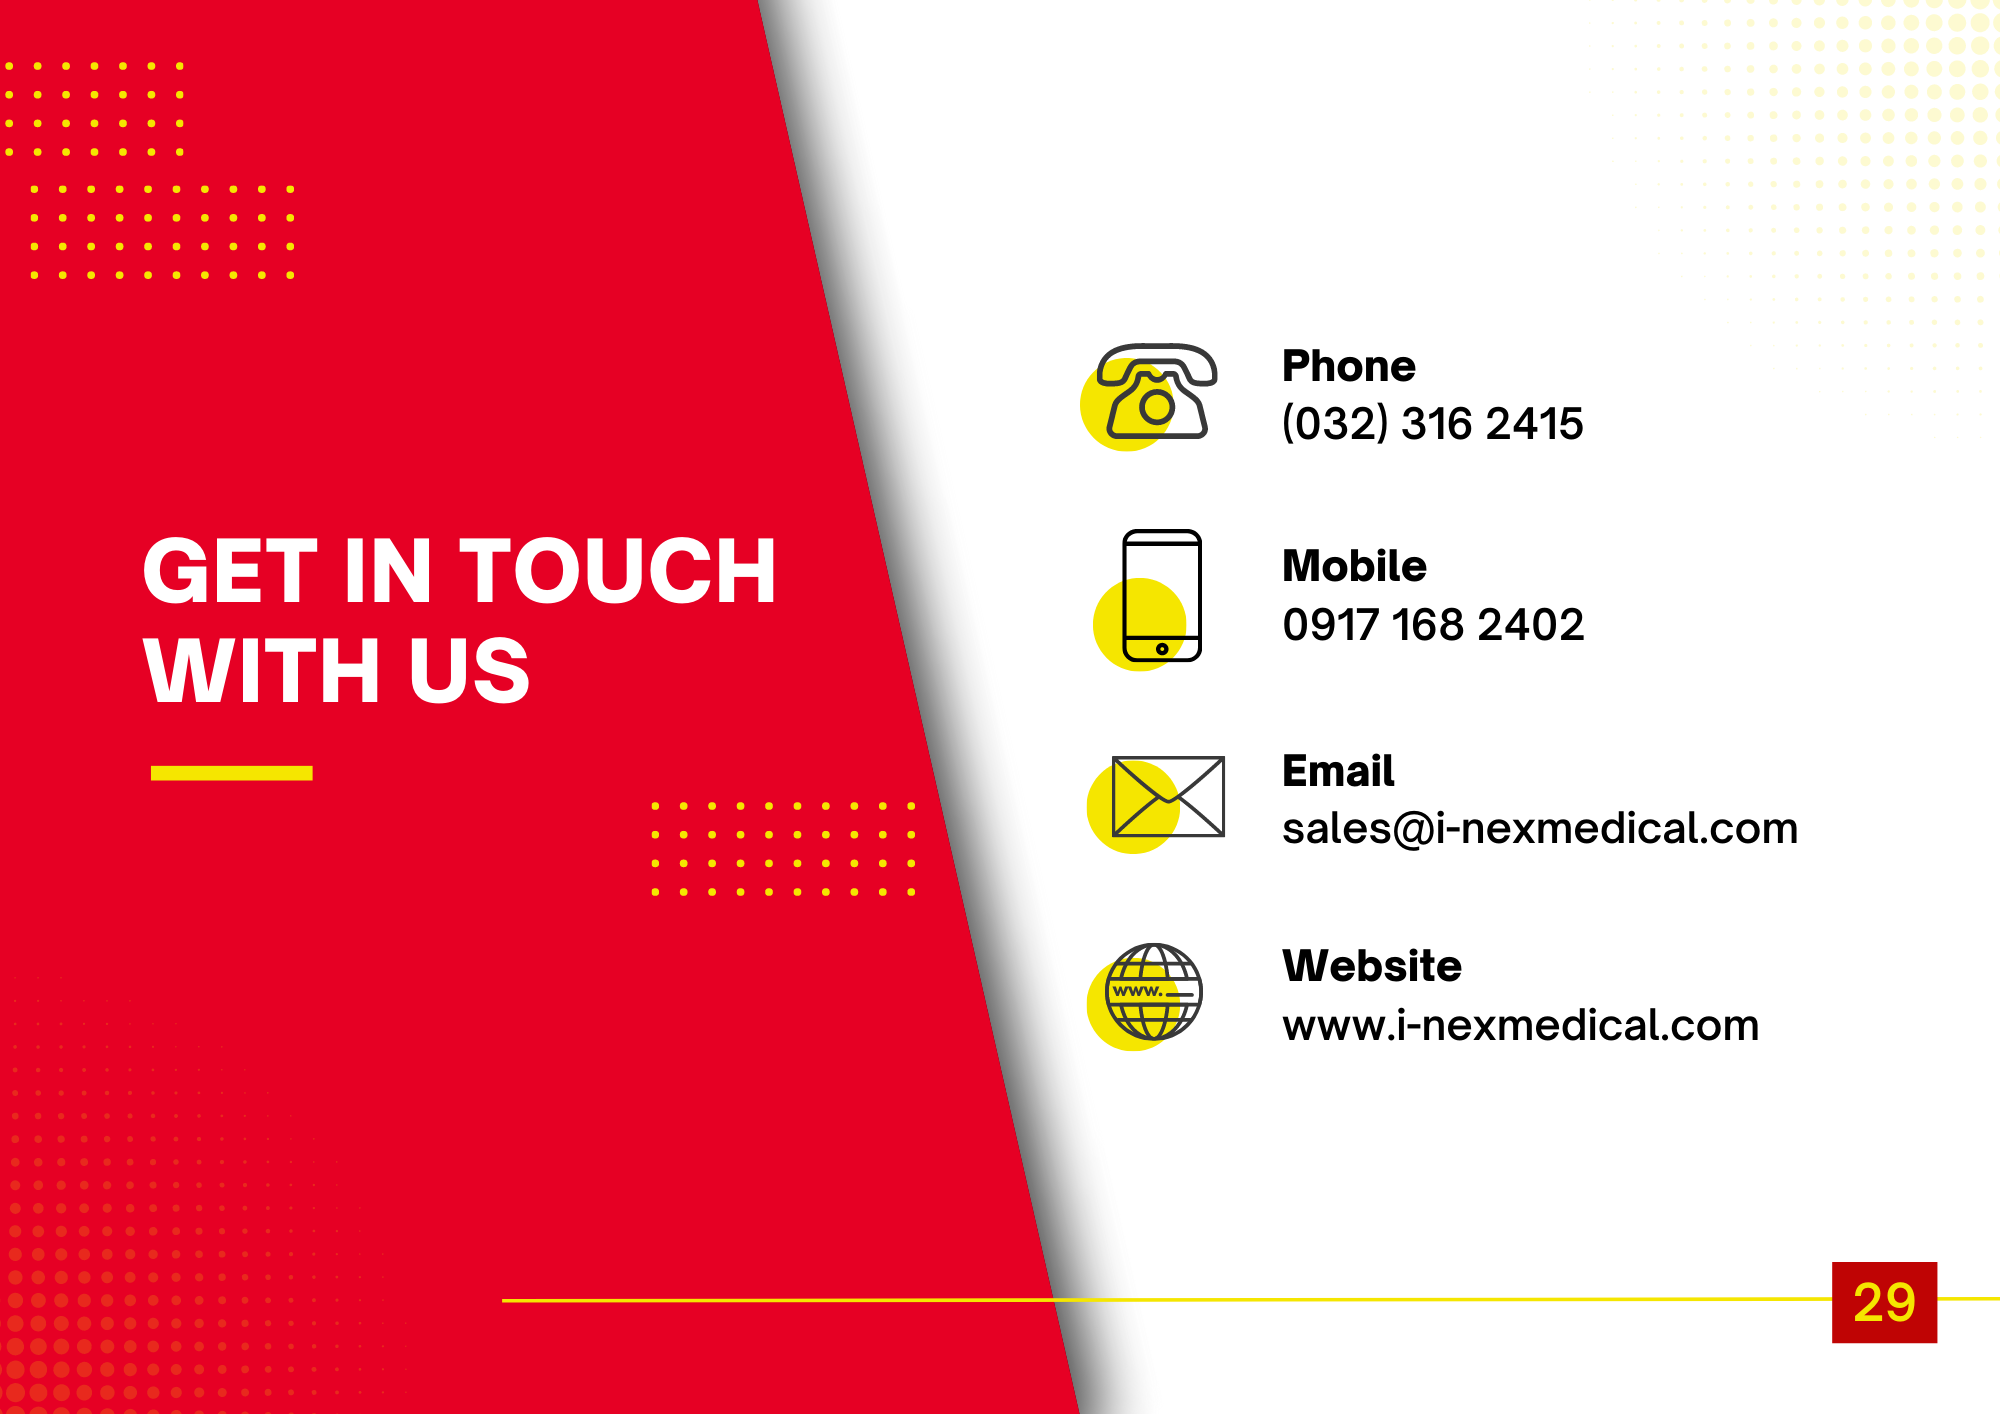 GET IN TOUCH
WITH US
Phone
(032) 316 2415
Mobile
0917 168 2402
Email
sales@i-nexmedical.com
www.
Website
www.i-nexmedical.com
29